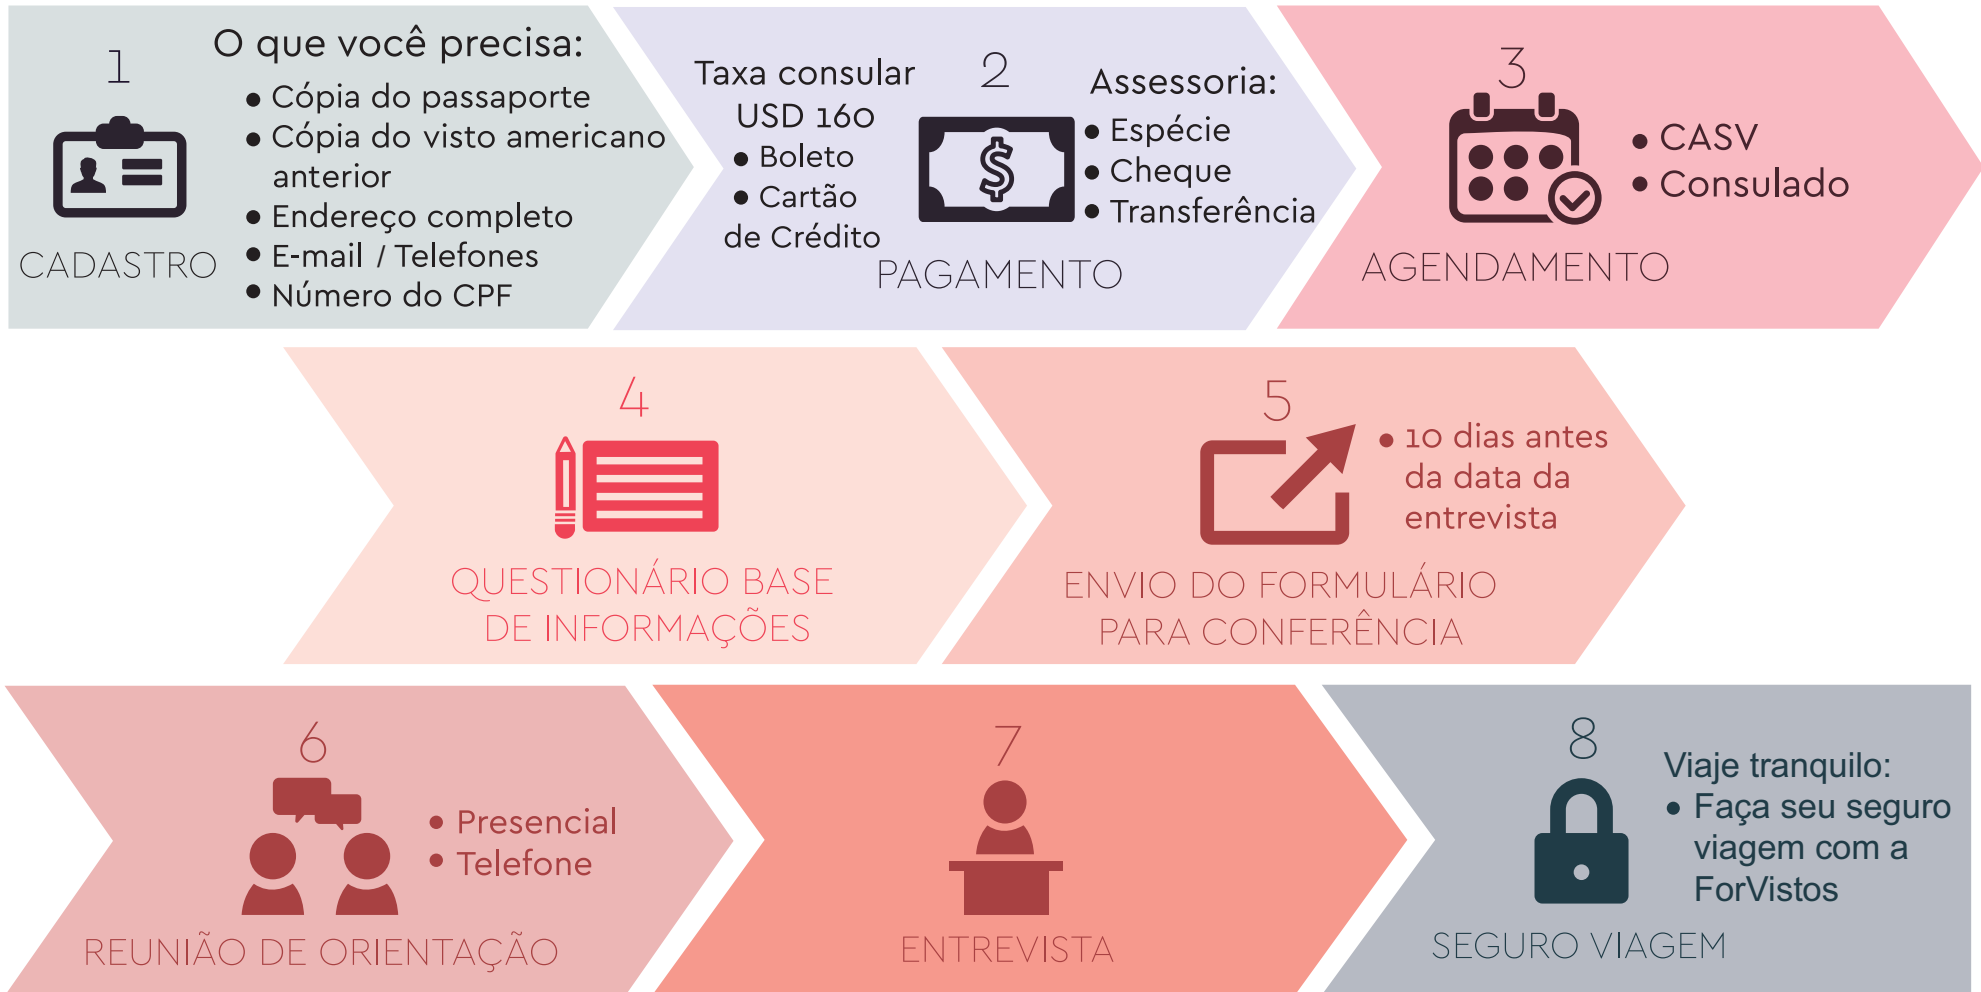 1
CADASTRO
O que você precisa:
• Cópia do passaporte
• Cópia do visto americano
anterior
• Endereço completo
• E-mail / Telefones
• Número do CPF
Taxa consular
USD 160
• Boleto
• Cartão
de Crédito
2
PAGAMENTO
Assessoria:
• Espécie
• Cheque
• Transferência
3
AGENDAMENTO
• CASV
• Consulado
4
QUESTIONÁRIO BASE
DE INFORMAÇÕES
5
• 10 dias antes
da data da
entrevista
ENVIO DO FORMULÁRIO
PARA CONFERÊNCIA
6
• Presencial
• Telefone
REUNIÃO DE ORIENTAÇÃO
7
ENTREVISTA
8
Viaje tranquilo:
• Faça seu seguro
viagem com a
ForVistos
SEGURO VIAGEM